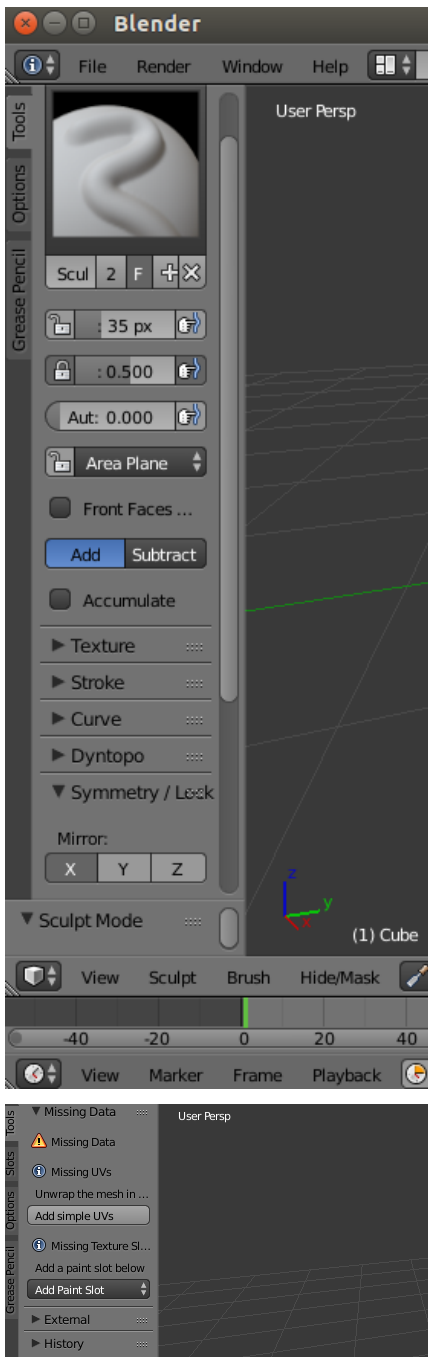 Blender
File Render Window Help
Tools
Options
Grease Pencil
User Persp
Scul 2 F
: 35 px
: 0.500
Aut: 0.000
Area Plane
Front Faces ...
Add Subtract
Accumulate
Texture
Stroke
Curve
Dyntopo
Symmetry / Lock
Mirror:
X Y Z
Sculpt Mode
z
y
x
(1) Cube
View Sculpt Brush Hide/Mask
-40 -20 0 20 40
View Marker Frame Playback
Tools
Slots
Options
Grease Pencil
Missing Data
User Persp
Missing Data
Missing UVs
Unwrap the mesh in ...
Add simple UVs
Missing Texture Sl...
Add a paint slot below
Add Paint Slot
External
History